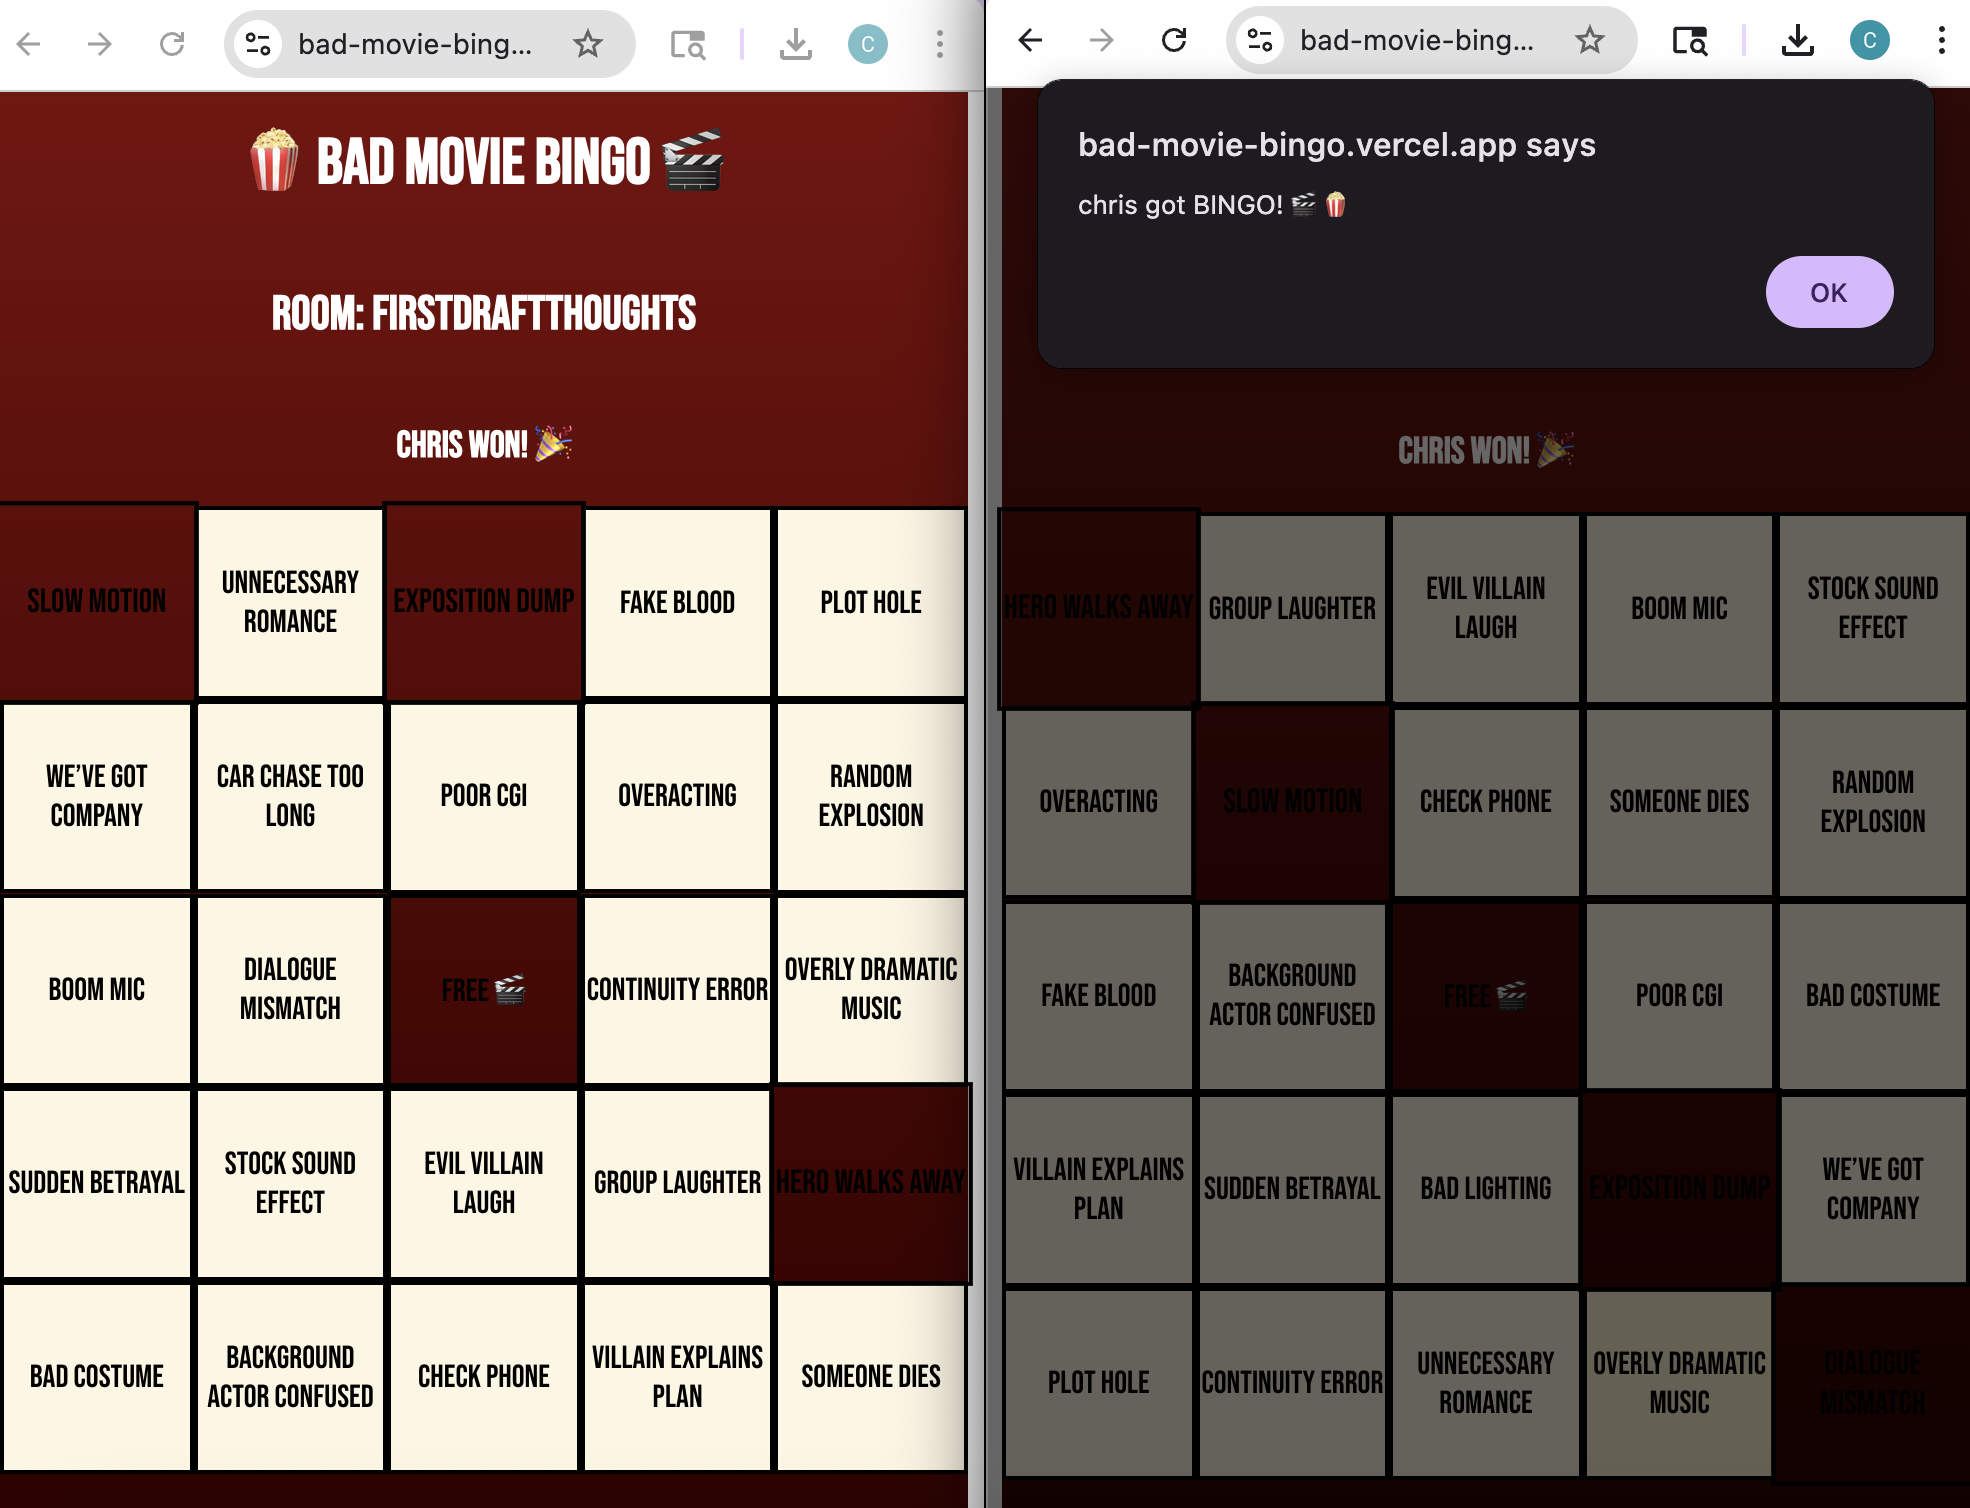 bad-movie-bing...
C
🍿 BAD MOVIE BINGO 🎬
ROOM: FIRSTDRAFTTHOUGHTS
CHRIS WON! 🎉
SLOW MOTION
UNNECESSARY
ROMANCE
EXPOSITION DUMP
FAKE BLOOD
PLOT HOLE
WE'VE GOT
COMPANY
CAR CHASE TOO
LONG
POOR CGI
OVERACTING
RANDOM
EXPLOSION
BOOM MIC
DIALOGUE
MISMATCH
FREE 🎬
CONTINUITY ERROR
OVERLY DRAMATIC
MUSIC
SUDDEN BETRAYAL
STOCK SOUND
EFFECT
EVIL VILLAIN
LAUGH
GROUP LAUGHTER
HERO WALKS AWAY
BAD COSTUME
BACKGROUND
ACTOR CONFUSED
CHECK PHONE
VILLAIN EXPLAINS
PLAN
SOMEONE DIES
bad-movie-bing...
C
bad-movie-bingo.vercel.app says
chris got BINGO! 🎬🍿
OK
CHRIS WON! 🎉
HERO WALKS AWAY
GROUP LAUGHTER
EVIL VILLAIN
LAUGH
BOOM MIC
STOCK SOUND
EFFECT
OVERACTING
SLOW MOTION
CHECK PHONE
SOMEONE DIES
RANDOM
EXPLOSION
FAKE BLOOD
BACKGROUND
ACTOR CONFUSED
FREE 🎬
POOR CGI
BAD COSTUME
VILLAIN EXPLAINS
PLAN
SUDDEN BETRAYAL
BAD LIGHTING
EXPOSITION DUMP
WE'VE GOT
COMPANY
PLOT HOLE
CONTINUITY ERROR
UNNECESSARY
ROMANCE
OVERLY DRAMATIC
MUSIC
DIALOGUE
MISMATCH